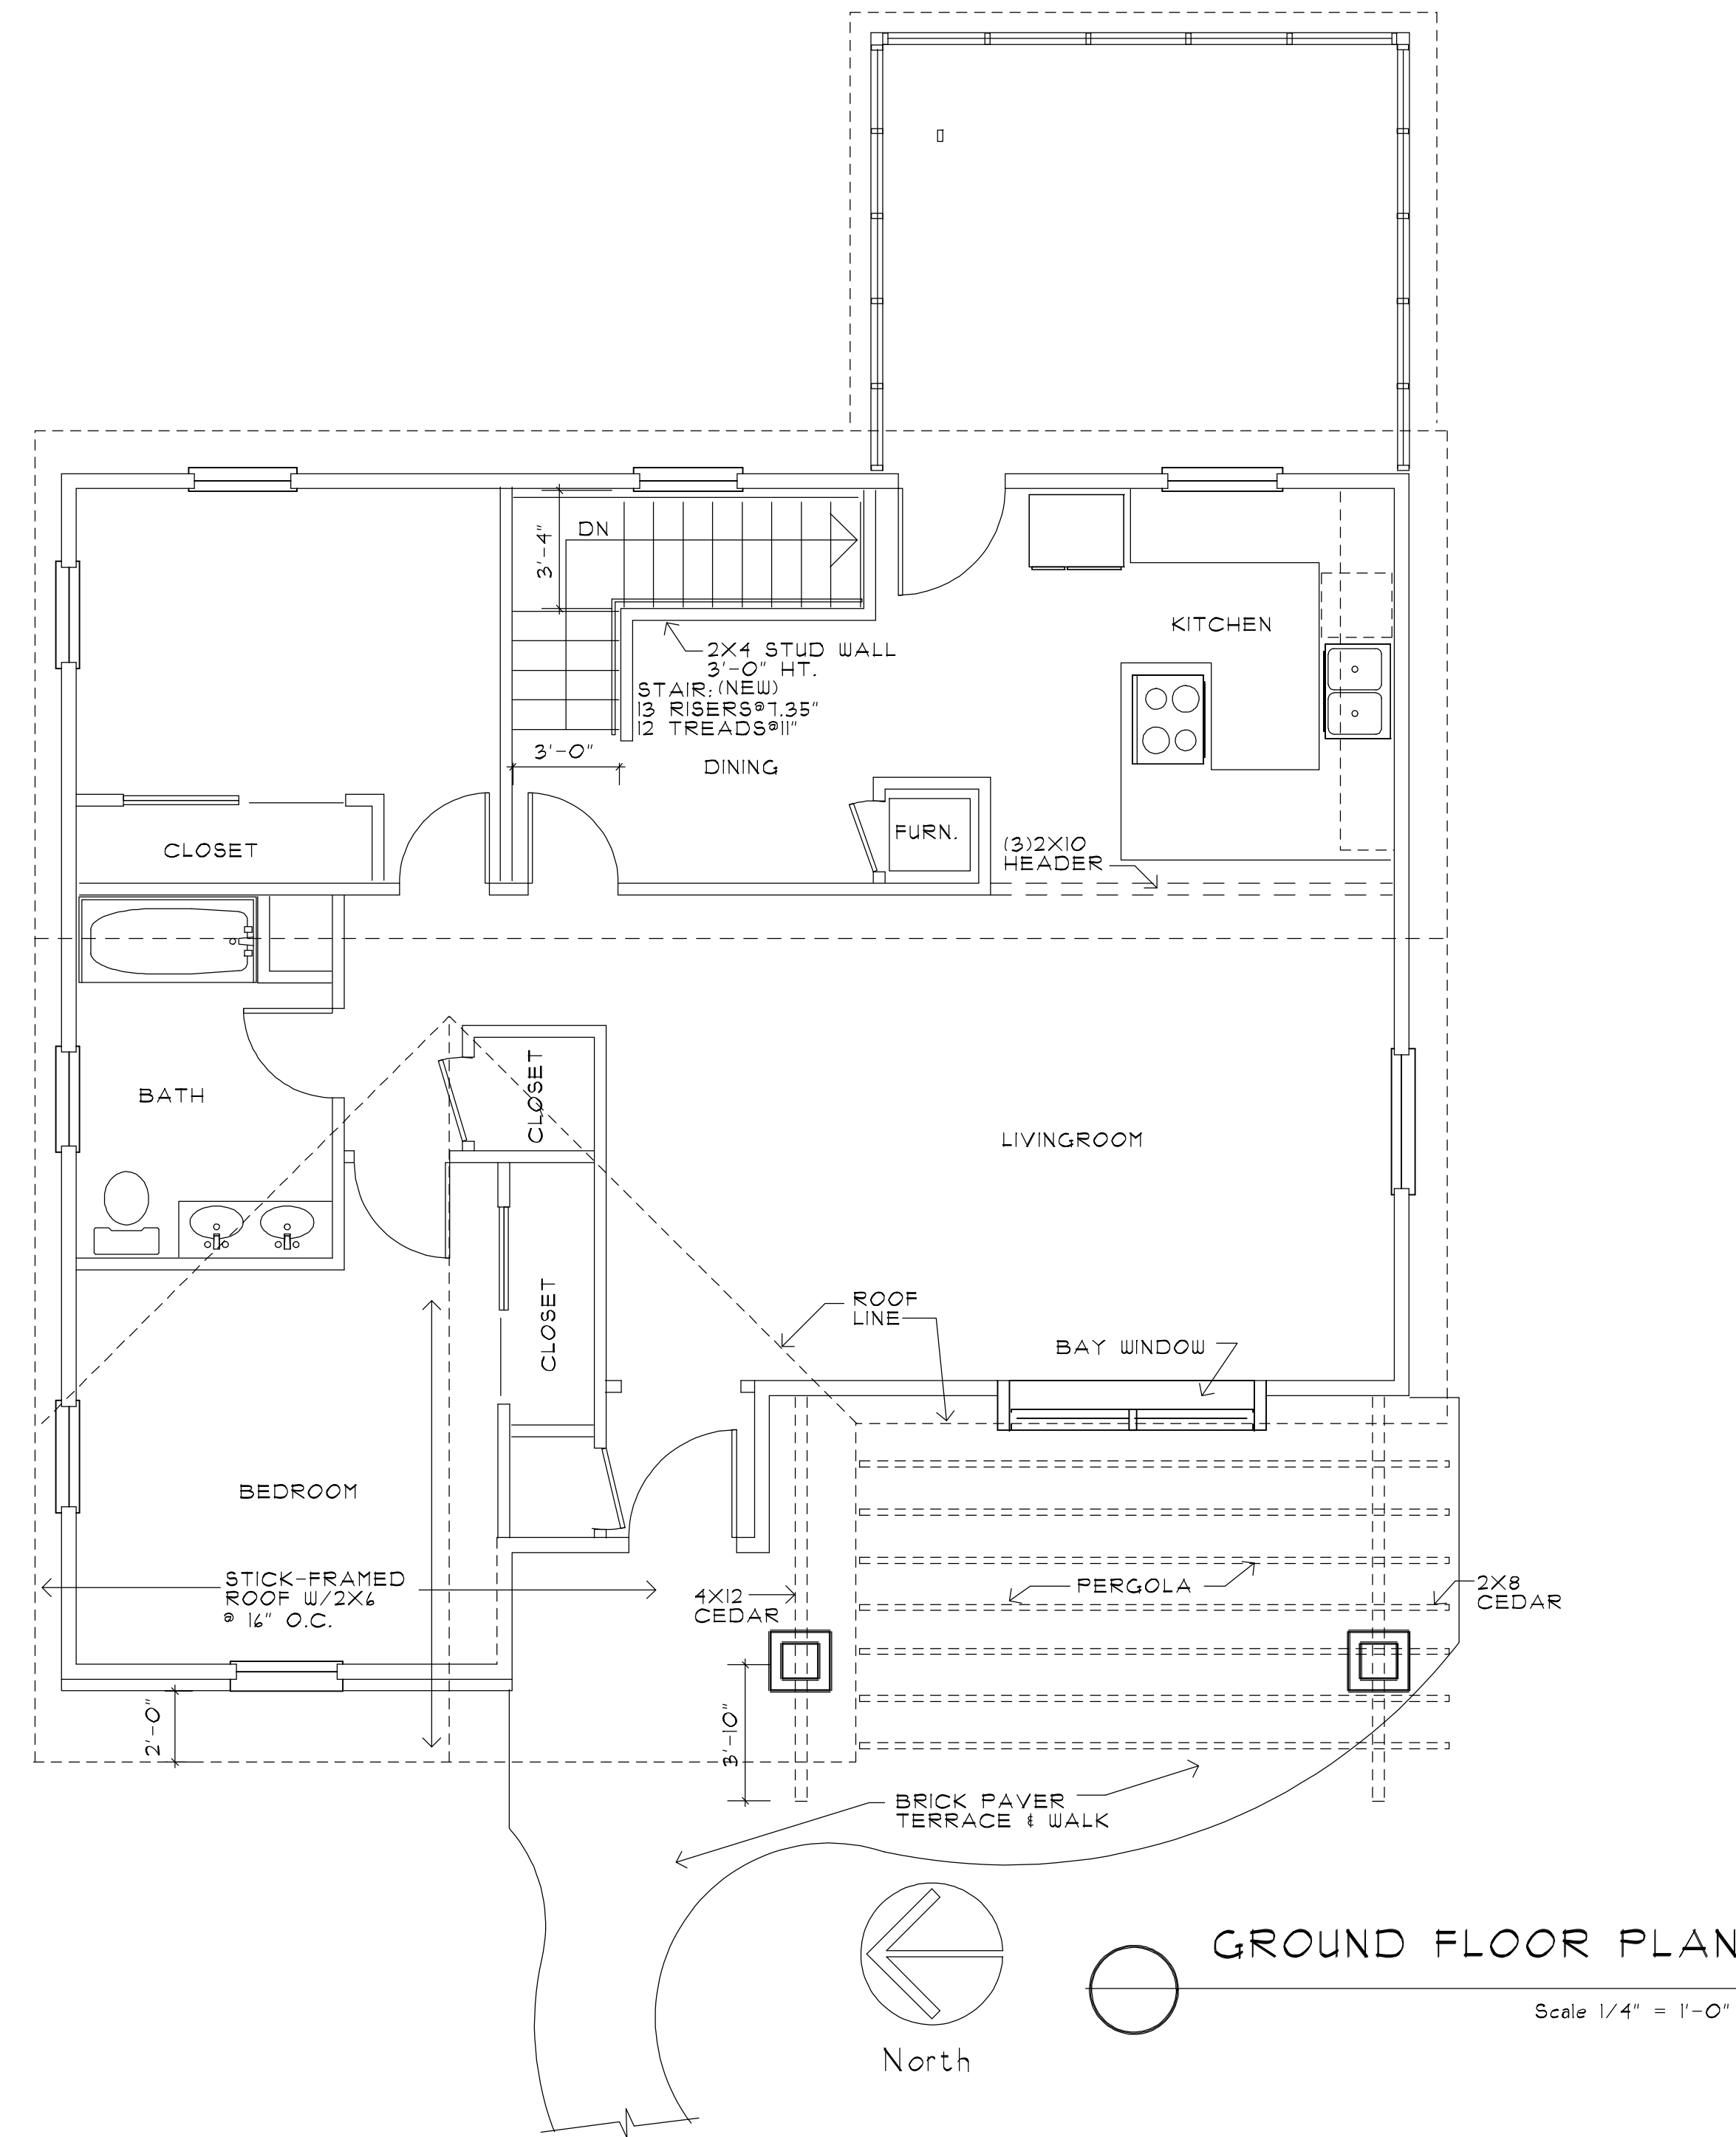 DN
3'-4"
KITCHEN
2X4 STUD WALL
3'-0" HT.
STAIR: (NEW)
13 RISERS@7.35"
12 TREADS@11"
3'-0"
DINING
CLOSET
FURN.
(3)2X10
HEADER
BATH
CLOSET
LIVINGROOM
CLOSET
ROOF
LINE
BAY WINDOW
BEDROOM
STICK-FRAMED
ROOF W/2X6
@ 16" O.C.
4X12
CEDAR
PERGOLA
2X8
CEDAR
2'-0"
3'-10"
BRICK PAVER
TERRACE & WALK
North
GROUND FLOOR PLAN
Scale 1/4" = 1'-0"